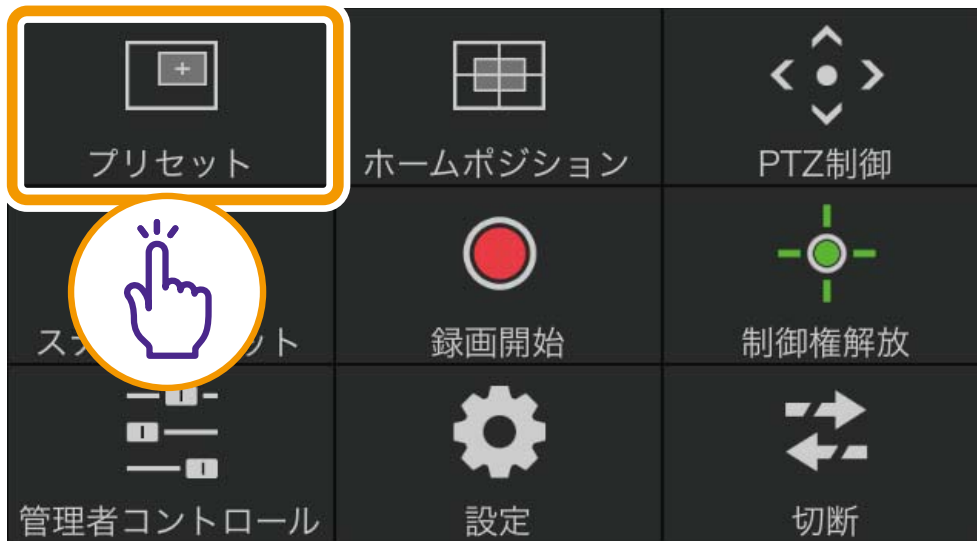 プリセット
ホームポジション
PTZ制御
録画開始
制御権解放
管理者コントロール
設定
切断